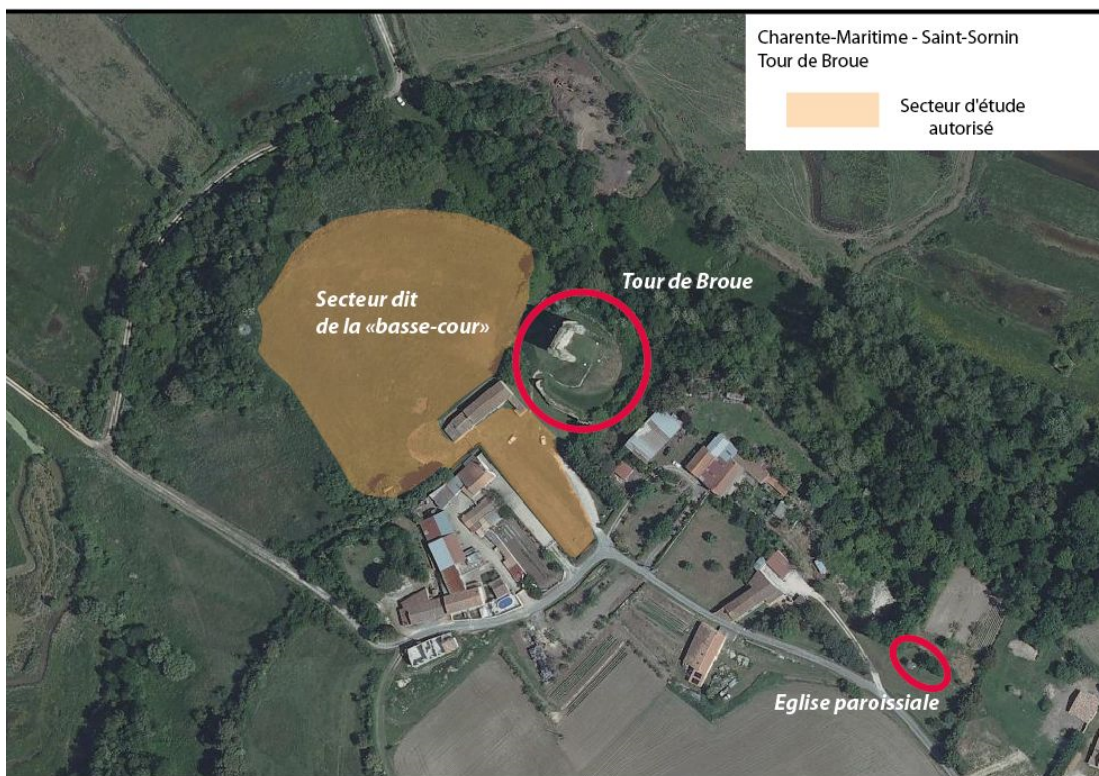 Charente-Maritime - Saint-Sornin
Tour de Broue
Secteur d'étude
autorisé
Tour de Broue
Secteur dit
de la «basse-cour»
Eglise paroissiale